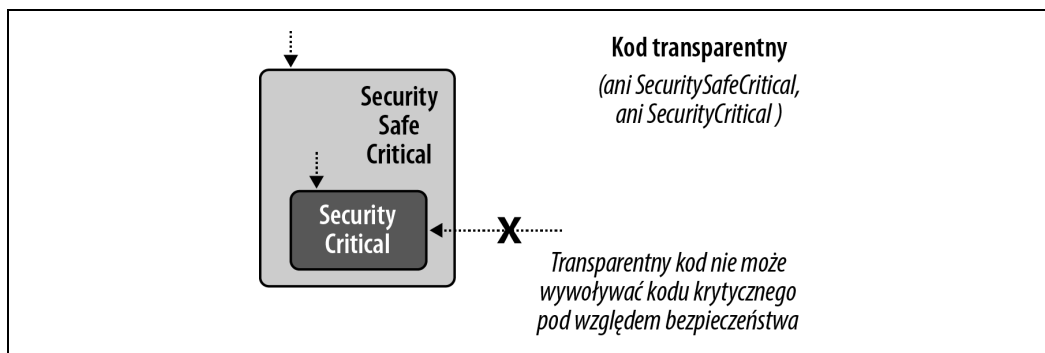 Kod transparentny
(ani SecuritySafeCritical,
ani SecurityCritical )
Security
Safe
Critical
Security
Critical
X
Transparentny kod nie może
wywoływać kodu krytycznego
pod względem bezpieczeństwa